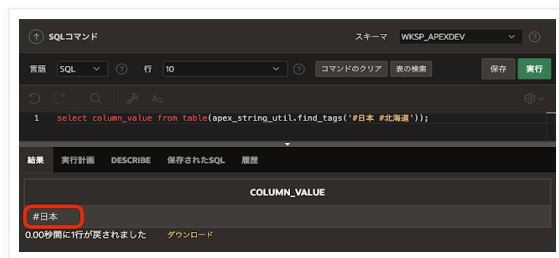 SQLコマンド スキーマ WKSP_APEXDEV
言語 SQL 行 10 コマンドのクリア 表の検索 保存 実行
A=
1 select column_value from table(apex_string_util.find_tags('#日本 #北海道'));
結果 実行計画 DESCRIBE 保存されたSQL 履歴
COLUMN_VALUE
#日本
0.00秒間に1行が戻されました ダウンロード